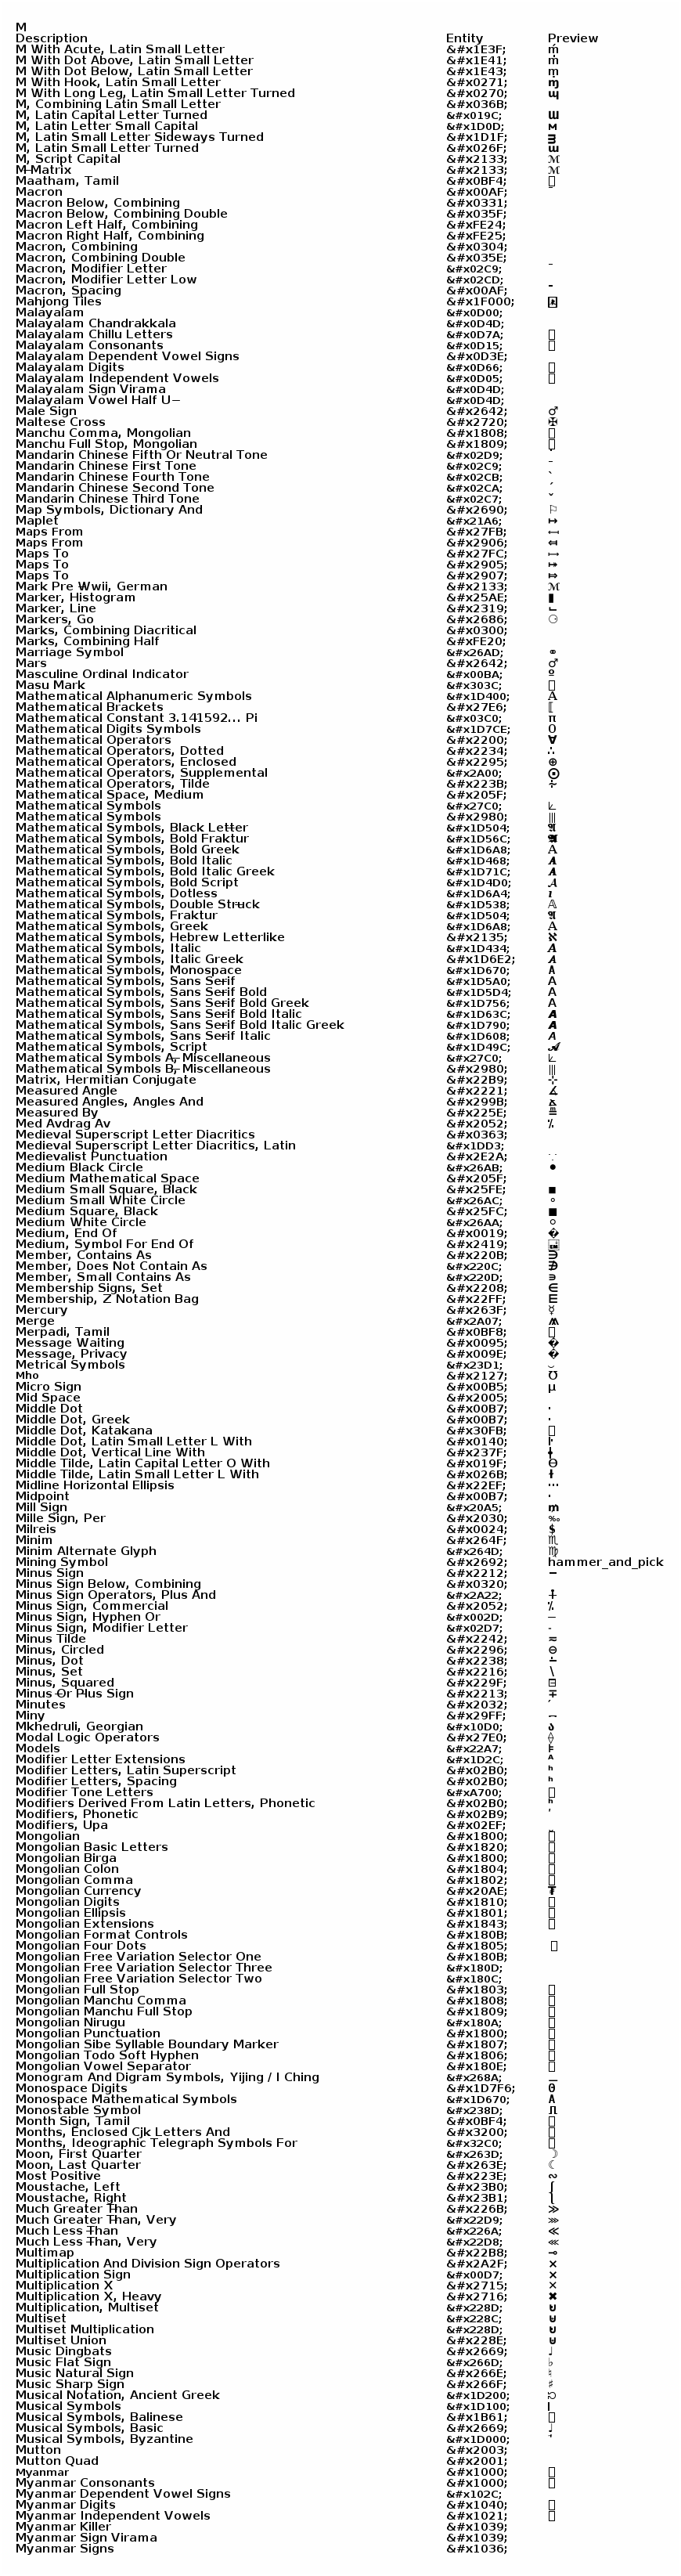 M
Description Entity Preview
M With Acute, Latin Small Letter &#x1E3F; ḿ
M With Dot Above, Latin Small Letter &#x1E41; ṁ
M With Dot Below, Latin Small Letter &#x1E43; ṃ
M With Hook, Latin Small Letter &#x0271; ɱ
M With Long Leg, Latin Small Letter Turned &#x0270; ɰ
M, Combining Latin Small Letter &#x036B;
M, Latin Capital Letter Turned &#x019C; Ɯ
M, Latin Letter Small Capital &#x1D0D; ᴍ
M, Latin Small Letter Sideways Turned &#x1D1F; ᴟ
M, Latin Small Letter Turned &#x026F; ɯ
M, Script Capital &#x2133; ℳ
M-Matrix &#x2133; ℳ
Maatham, Tamil &#x0BF4;
Macron &#x00AF; ¯
Macron Below, Combining &#x0331;
Macron Below, Combining Double &#x035F;
Macron Left Half, Combining &#xFE24;
Macron Right Half, Combining &#xFE25;
Macron, Combining &#x0304;
Macron, Combining Double &#x035E;
Macron, Modifier Letter &#x02C9; ˉ
Macron, Modifier Letter Low &#x02CD; ˍ
Macron, Spacing &#x00AF; ¯
Mahjong Tiles &#x1F000; 🀀
Malayalam &#x0D00;
Malayalam Chandrakkala &#x0D4D;
Malayalam Chillu Letters &#x0D7A;
Malayalam Consonants &#x0D15;
Malayalam Dependent Vowel Signs &#x0D3E;
Malayalam Digits &#x0D66;
Malayalam Independent Vowels &#x0D05;
Malayalam Sign Virama &#x0D4D;
Malayalam Vowel Half U- &#x0D4D;
Male Sign &#x2642; ♂
Maltese Cross &#x2720; ✠
Manchu Comma, Mongolian &#x1808;
Manchu Full Stop, Mongolian &#x1809;
Mandarin Chinese Fifth Or Neutral Tone &#x02D9; ˙
Mandarin Chinese First Tone &#x02C9; ˉ
Mandarin Chinese Fourth Tone &#x02CB; ˋ
Mandarin Chinese Second Tone &#x02CA; ˊ
Mandarin Chinese Third Tone &#x02C7; ˇ
Map Symbols, Dictionary And &#x2690; ⚐
Maplet &#x21A6; ↦
Maps From &#x27FB; ⟻
Maps From &#x2906; ⤆
Maps To &#x27FC; ⟼
Maps To &#x2905; ⤅
Maps To &#x2907; ⤇
Mark Pre-Wwii, German &#x2133; ℳ
Marker, Histogram &#x25AE; ▮
Marker, Line &#x2319; ⌙
Markers, Go &#x2686; ⚆
Marks, Combining Diacritical &#x0300;
Marks, Combining Half &#xFE20;
Marriage Symbol &#x26AD; ⚭
Mars &#x2642; ♂
Masculine Ordinal Indicator &#x00BA; º
Masu Mark &#x303C;
Mathematical Alphanumeric Symbols &#x1D400; 𝐀
Mathematical Brackets &#x27E6; ⟦
Mathematical Constant 3.141592... Pi &#x03C0; π
Mathematical Digits Symbols &#x1D7CE; 𝟎
Mathematical Operators &#x2200; ∀
Mathematical Operators, Dotted &#x2234; ∴
Mathematical Operators, Enclosed &#x2295; ⊕
Mathematical Operators, Supplemental &#x2A00; ⨀
Mathematical Operators, Tilde &#x223B; ∻
Mathematical Space, Medium &#x205F;
Mathematical Symbols &#x27C0; ⟀
Mathematical Symbols &#x2980; ⦀
Mathematical Symbols, Black-Letter &#x1D504; 𝔄
Mathematical Symbols, Bold Fraktur &#x1D56C; 𝕬
Mathematical Symbols, Bold Greek &#x1D6A8; 𝚨
Mathematical Symbols, Bold Italic &#x1D468; 𝑨
Mathematical Symbols, Bold Italic Greek &#x1D71C; 𝜜
Mathematical Symbols, Bold Script &#x1D4D0; 𝓐
Mathematical Symbols, Dotless &#x1D6A4; 𝚤
Mathematical Symbols, Double-Struck &#x1D538; 𝔸
Mathematical Symbols, Fraktur &#x1D504; 𝔄
Mathematical Symbols, Greek &#x1D6A8; 𝚨
Mathematical Symbols, Hebrew Letterlike &#x2135; ℵ
Mathematical Symbols, Italic &#x1D434; 𝐴
Mathematical Symbols, Italic Greek &#x1D6E2; 𝛢
Mathematical Symbols, Monospace &#x1D670; 𝙰
Mathematical Symbols, Sans-Serif &#x1D5A0; 𝖠
Mathematical Symbols, Sans-Serif Bold &#x1D5D4; 𝗔
Mathematical Symbols, Sans-Serif Bold Greek &#x1D756; 𝝖
Mathematical Symbols, Sans-Serif Bold Italic &#x1D63C; 𝘼
Mathematical Symbols, Sans-Serif Bold Italic Greek &#x1D790; 𝞐
Mathematical Symbols, Sans-Serif Italic &#x1D608; 𝘈
Mathematical Symbols, Script &#x1D49C; 𝒜
Mathematical Symbols-A, Miscellaneous &#x27C0; ⟀
Mathematical Symbols-B, Miscellaneous &#x2980; ⦀
Matrix, Hermitian Conjugate &#x22B9; ⊹
Measured Angle &#x2221; ∡
Measured Angles, Angles And &#x299B; ⦛
Measured By &#x225E; ≞
Med Avdrag Av &#x2052; ⁒
Medieval Superscript Letter Diacritics &#x0363;
Medieval Superscript Letter Diacritics, Latin &#x1DD3;
Medievalist Punctuation &#x2E2A; ⸪
Medium Black Circle &#x26AB; ⚫
Medium Mathematical Space &#x205F;
Medium Small Square, Black &#x25FE; ◾
Medium Small White Circle &#x26AC; ⚬
Medium Square, Black &#x25FC; ◼
Medium White Circle &#x26AA; ⚪
Medium, End Of &#x0019; �
Medium, Symbol For End Of &#x2419; ␙
Member, Contains As &#x220B; ∋
Member, Does Not Contain As &#x220C; ∌
Member, Small Contains As &#x220D; ∍
Membership Signs, Set &#x2208; ∈
Membership, Z Notation Bag &#x22FF; ⋿
Mercury &#x263F; ☿
Merge &#x2A07; ⨇
Merpadi, Tamil &#x0BF8;
Message Waiting &#x0095; �
Message, Privacy &#x009E; �
Metrical Symbols &#x23D1; ⏑
Mho &#x2127; ℧
Micro Sign &#x00B5; µ
Mid Space &#x2005;
Middle Dot &#x00B7; ·
Middle Dot, Greek &#x00B7; ·
Middle Dot, Katakana &#x30FB;
Middle Dot, Latin Small Letter L With &#x0140; ŀ
Middle Dot, Vertical Line With &#x237F; ⍿
Middle Tilde, Latin Capital Letter O With &#x019F; Ɵ
Middle Tilde, Latin Small Letter L With &#x026B; ɫ
Midline Horizontal Ellipsis &#x22EF; ⋯
Midpoint &#x00B7; ·
Mill Sign &#x20A5; ₥
Mille Sign, Per &#x2030; ‰
Milreis &#x0024; $
Minim &#x264F; ♏
Minim Alternate Glyph &#x264D; ♍
Mining Symbol &#x2692; hammer_and_pick
Minus Sign &#x2212; −
Minus Sign Below, Combining &#x0320;
Minus Sign Operators, Plus And &#x2A22; ⨢
Minus Sign, Commercial &#x2052; ⁒
Minus Sign, Hyphen Or &#x002D; -
Minus Sign, Modifier Letter &#x02D7; ˗
Minus Tilde &#x2242; ≂
Minus, Circled &#x2296; ⊖
Minus, Dot &#x2238; ∸
Minus, Set &#x2216; ∖
Minus, Squared &#x229F; ⊟
Minus-Or-Plus Sign &#x2213; ∓
Minutes &#x2032; ′
Miny &#x29FF; ⧿
Mkhedruli, Georgian &#x10D0; ა
Modal Logic Operators &#x27E0; ⟠
Models &#x22A7; ⊧
Modifier Letter Extensions &#x1D2C; ᴬ
Modifier Letters, Latin Superscript &#x02B0; ʰ
Modifier Letters, Spacing &#x02B0; ʰ
Modifier Tone Letters &#xA700;
Modifiers Derived From Latin Letters, Phonetic &#x02B0; ʰ
Modifiers, Phonetic &#x02B9; ʹ
Modifiers, Upa &#x02EF; ˯
Mongolian &#x1800;
Mongolian Basic Letters &#x1820;
Mongolian Birga &#x1800;
Mongolian Colon &#x1804;
Mongolian Comma &#x1802;
Mongolian Currency &#x20AE; ₮
Mongolian Digits &#x1810;
Mongolian Ellipsis &#x1801;
Mongolian Extensions &#x1843;
Mongolian Format Controls &#x180B;
Mongolian Four Dots &#x1805;
Mongolian Free Variation Selector One &#x180B;
Mongolian Free Variation Selector Three &#x180D;
Mongolian Free Variation Selector Two &#x180C;
Mongolian Full Stop &#x1803;
Mongolian Manchu Comma &#x1808;
Mongolian Manchu Full Stop &#x1809;
Mongolian Nirugu &#x180A;
Mongolian Punctuation &#x1800;
Mongolian Sibe Syllable Boundary Marker &#x1807;
Mongolian Todo Soft Hyphen &#x1806;
Mongolian Vowel Separator &#x180E;
Monogram And Digram Symbols, Yijing / I Ching &#x268A; ⚊
Monospace Digits &#x1D7F6; 𝟶
Monospace Mathematical Symbols &#x1D670; 𝙰
Monostable Symbol &#x238D; ⎍
Month Sign, Tamil &#x0BF4;
Months, Enclosed Cjk Letters And &#x3200;
Months, Ideographic Telegraph Symbols For &#x32C0;
Moon, First Quarter &#x263D; ☽
Moon, Last Quarter &#x263E; ☾
Most Positive &#x223E; ∾
Moustache, Left &#x23B0; ⎰
Moustache, Right &#x23B1; ⎱
Much Greater-Than &#x226B; ≫
Much Greater-Than, Very &#x22D9; ⋙
Much Less-Than &#x226A; ≪
Much Less-Than, Very &#x22D8; ⋘
Multimap &#x22B8; ⊸
Multiplication And Division Sign Operators &#x2A2F; ⨯
Multiplication Sign &#x00D7; ×
Multiplication X &#x2715; ✕
Multiplication X, Heavy &#x2716; ✖
Multiplication, Multiset &#x228D; ⊍
Multiset &#x228C; ⊌
Multiset Multiplication &#x228D; ⊍
Multiset Union &#x228E; ⊎
Music Dingbats &#x2669; ♩
Music Flat Sign &#x266D; ♭
Music Natural Sign &#x266E; ♮
Music Sharp Sign &#x266F; ♯
Musical Notation, Ancient Greek &#x1D200; 𝈀
Musical Symbols &#x1D100; 𝄀
Musical Symbols, Balinese &#x1B61;
Musical Symbols, Basic &#x2669; ♩
Musical Symbols, Byzantine &#x1D000; 𝀀
Mutton &#x2003;
Mutton Quad &#x2001;
Myanmar &#x1000;
Myanmar Consonants &#x1000;
Myanmar Dependent Vowel Signs &#x102C;
Myanmar Digits &#x1040;
Myanmar Independent Vowels &#x1021;
Myanmar Killer &#x1039;
Myanmar Sign Virama &#x1039;
Myanmar Signs &#x1036;